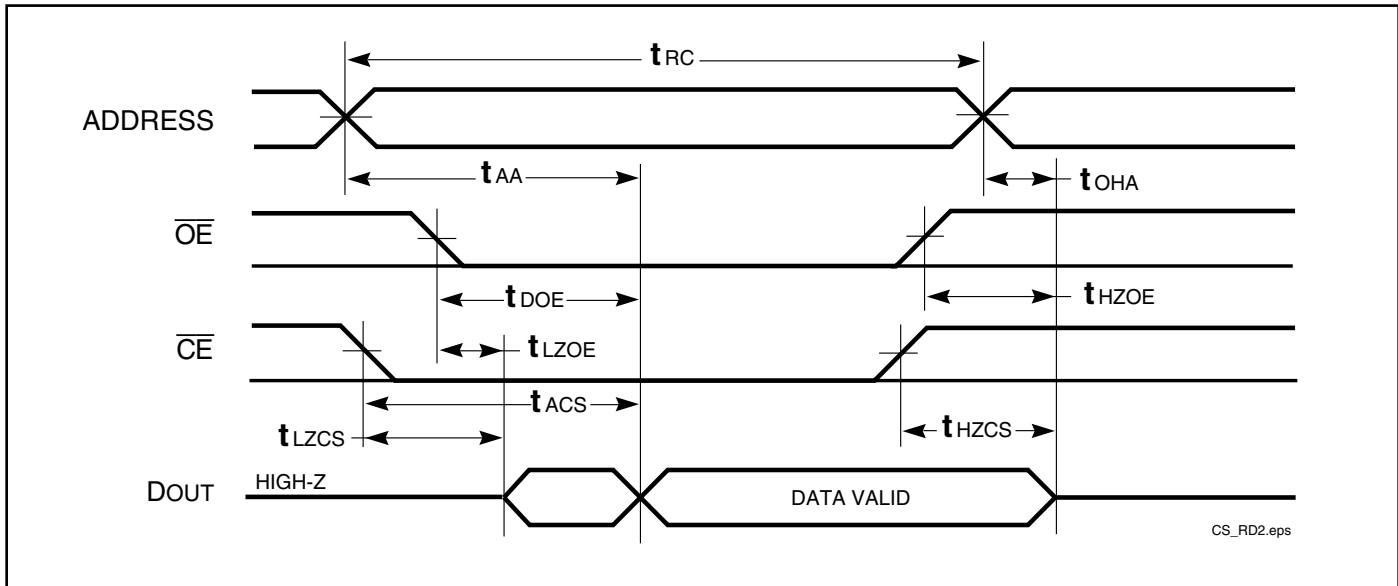 tRC
ADDRESS
tAA
tOHA
OE
tDOE
tHZOE
CE
tLZOE
tACS
tLZCS
tHZCS
DOUT
HIGH-Z
DATA VALID
CS_RD2.eps